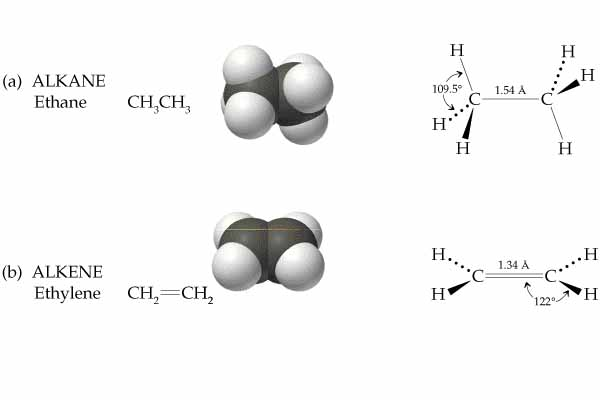 (a) ALKANE
Ethane
CH₃CH₃
H
H
H
109.5°
C
1.54 Å
C
H
H
H
(b) ALKENE
Ethylene
CH₂=CH₂
H
H
1.34 Å
C
C
H
H
122°